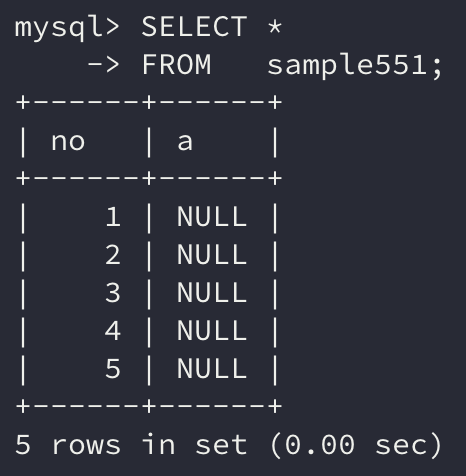 mysql> SELECT *
    -> FROM   sample551;
+------+------+
| no   | a    |
+------+------+
|    1 | NULL |
|    2 | NULL |
|    3 | NULL |
|    4 | NULL |
|    5 | NULL |
+------+------+
5 rows in set (0.00 sec)